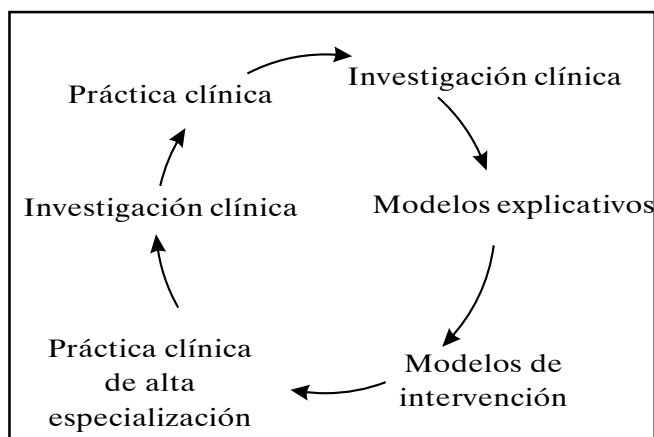 Práctica clínica
Investigación clínica
Investigación clínica
Modelos explicativos
Práctica clínica
de alta
especialización
Modelos de
intervención